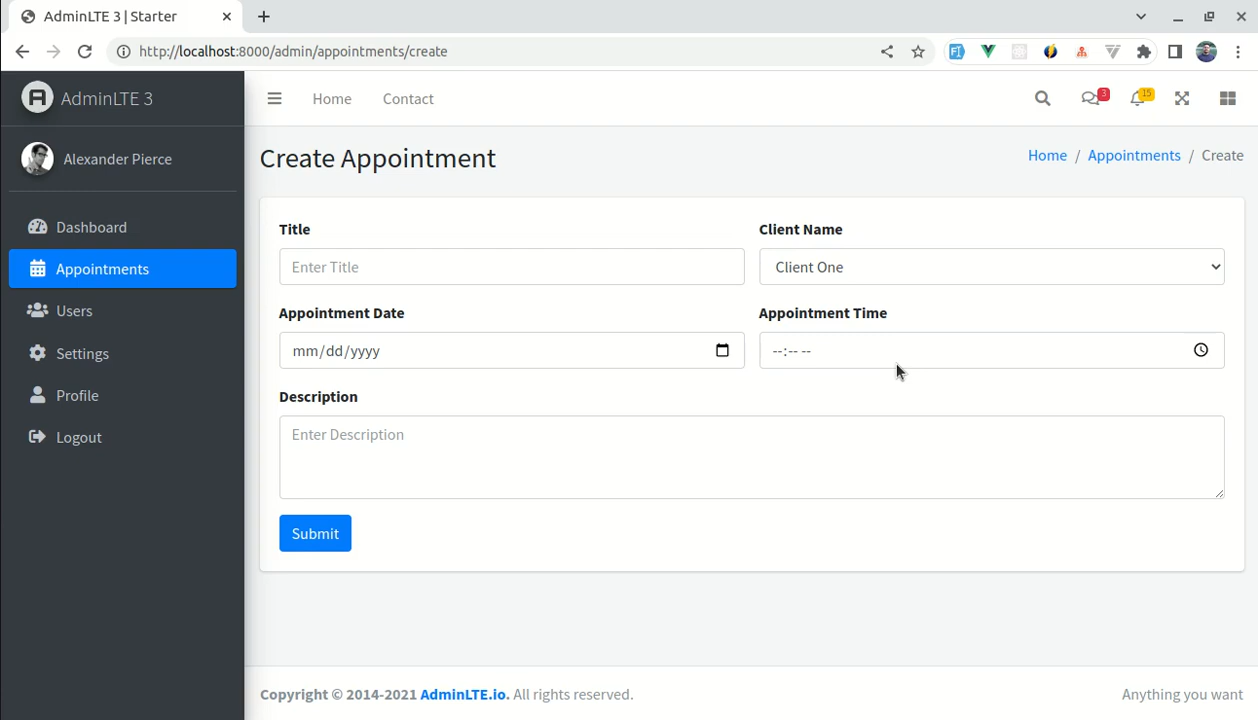 AdminLTE 3 | Starter
http://localhost:8000/admin/appointments/create
AdminLTE 3
Home Contact
3 15
Alexander Pierce
Dashboard
Appointments
Users
Settings
Profile
Logout
Create Appointment
Home / Appointments / Create
Title
Enter Title
Client Name
Client One
Appointment Date
mm/dd/yyyy
Appointment Time
--:-- --
Description
Enter Description
Submit
Copyright © 2014-2021 AdminLTE.io. All rights reserved.
Anything you want